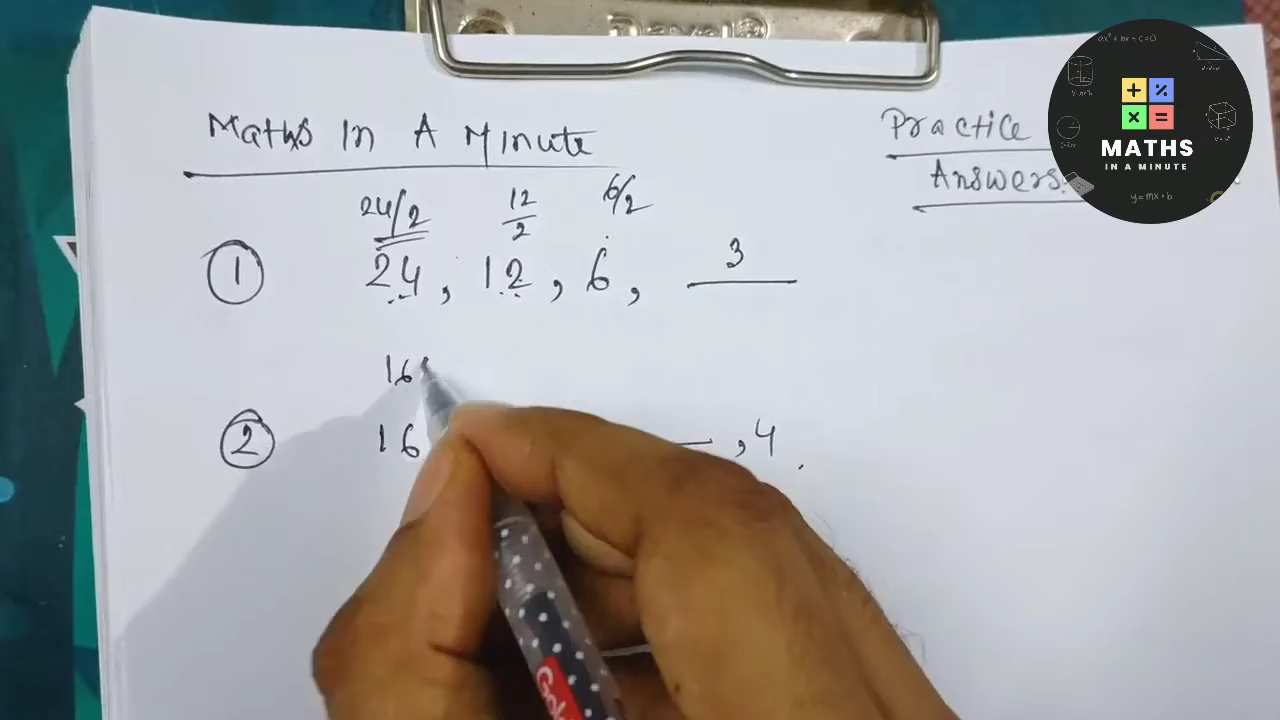 Maths In A Minute
Practice
Answers
24/2 12/2 6/2
1 24, 12, 6, 3
16
2 16 , 4
MATHS
IN A MINUTE
y = mx + b